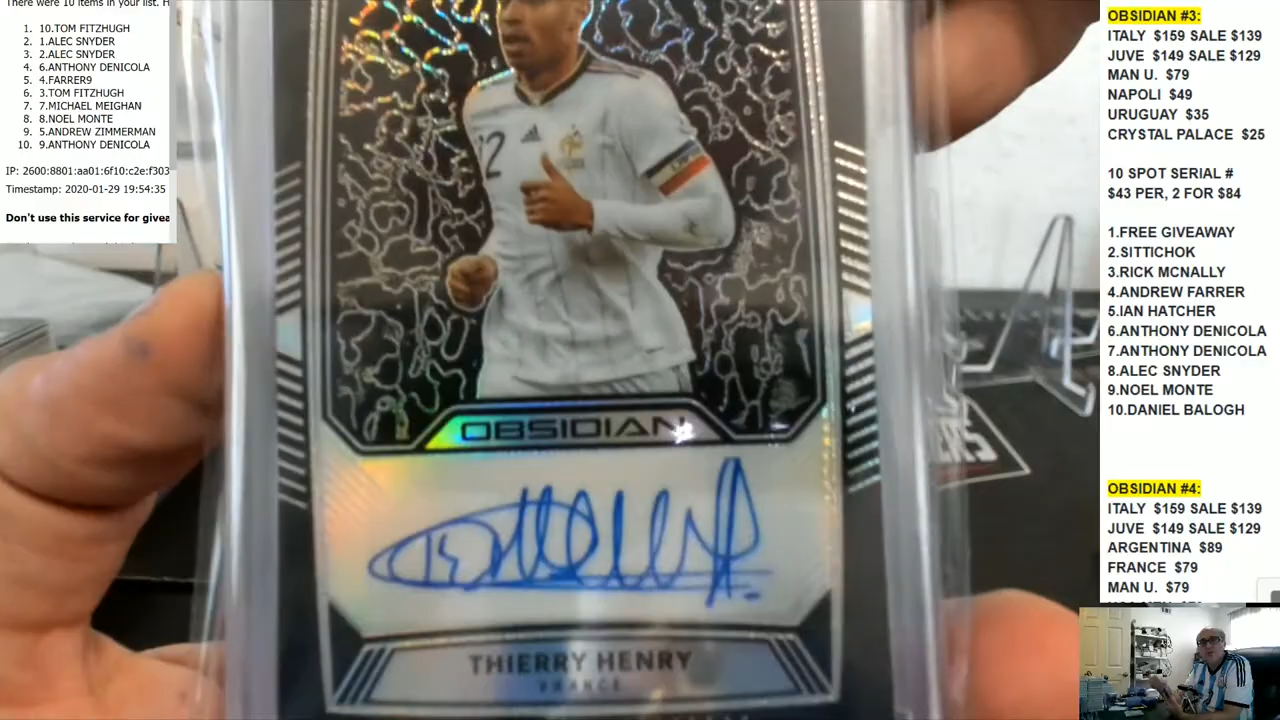 There were 10 items in your list. H
1. 10.TOM FITZHUGH
2. 1.ALEC SNYDER
3. 2.ALEC SNYDER
4. 6.ANTHONY DENICOLA
5. 4.FARRER9
6. 3.TOM FITZHUGH
7. 7.MICHAEL MEIGHAN
8. 8.NOEL MONTE
9. 5.ANDREW ZIMMERMAN
10. 9.ANTHONY DENICOLA
IP: 2600:8801:aa01:6f10:c2e:f303
Timestamp: 2020-01-29 19:54:35
Don't use this service for givea
12
OBSIDIAN
THIERRY HENRY
FRANCE
OBSIDIAN #3:
ITALY $159 SALE $139
JUVE $149 SALE $129
MAN U. $79
NAPOLI $49
URUGUAY $35
CRYSTAL PALACE $25
10 SPOT SERIAL #
$43 PER, 2 FOR $84
1.FREE GIVEAWAY
2.SITTICHOK
3.RICK MCNALLY
4.ANDREW FARRER
5.IAN HATCHER
6.ANTHONY DENICOLA
7.ANTHONY DENICOLA
8.ALEC SNYDER
9.NOEL MONTE
10.DANIEL BALOGH
OBSIDIAN #4:
ITALY $159 SALE $139
JUVE $149 SALE $129
ARGENTINA $89
FRANCE $79
MAN U. $79